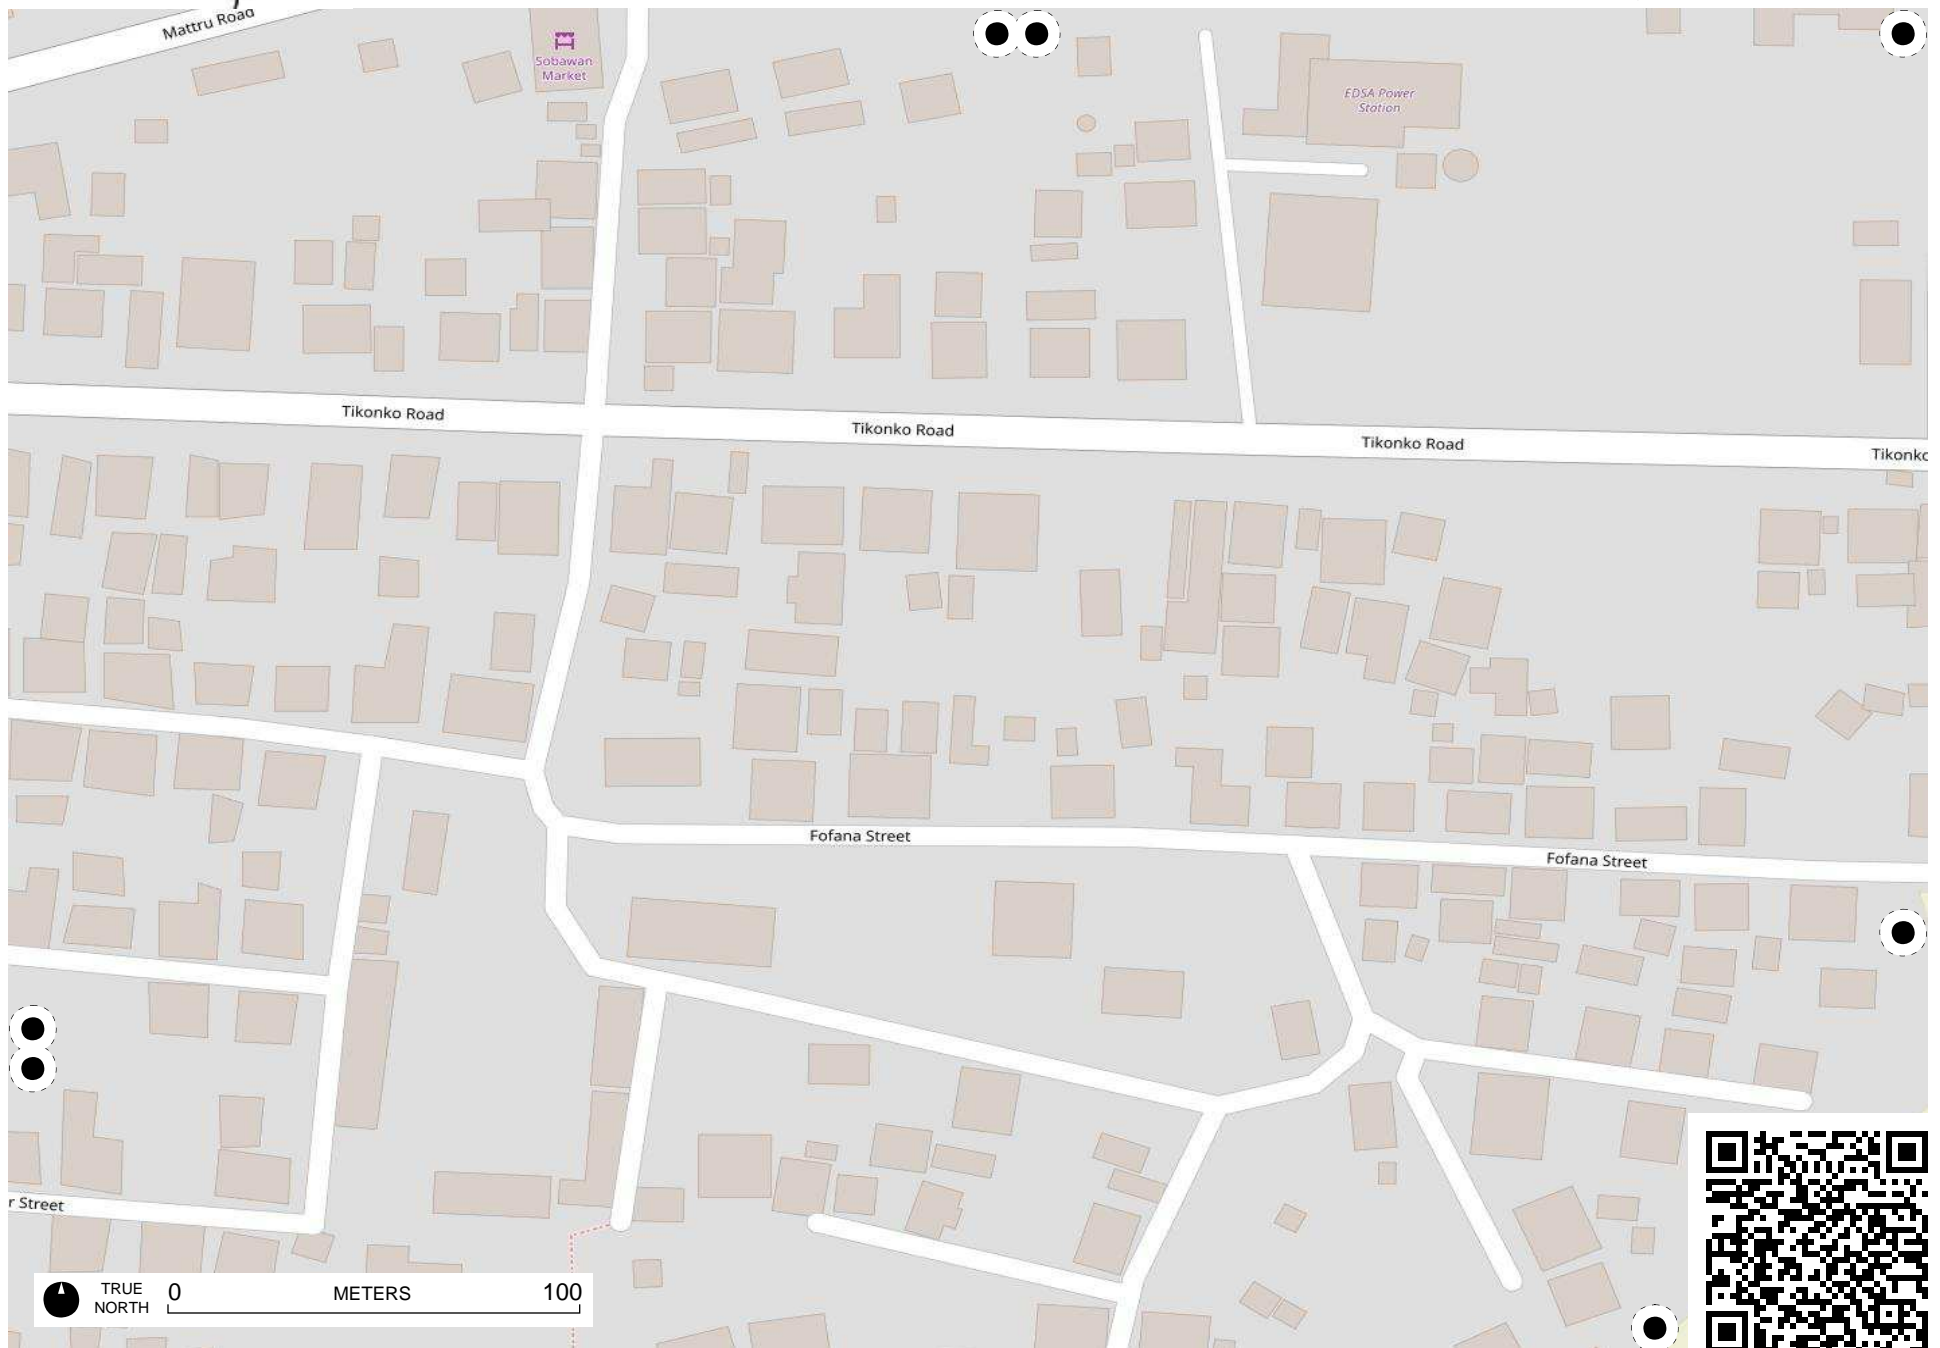 Mattru Road
Sobawan
Market
EDSA Power
Station
Tikonko Road
Tikonko Road
Tikonko Road
Tikonko
Fofana Street
Fofana Street
r Street
TRUE
NORTH
0 METERS 100